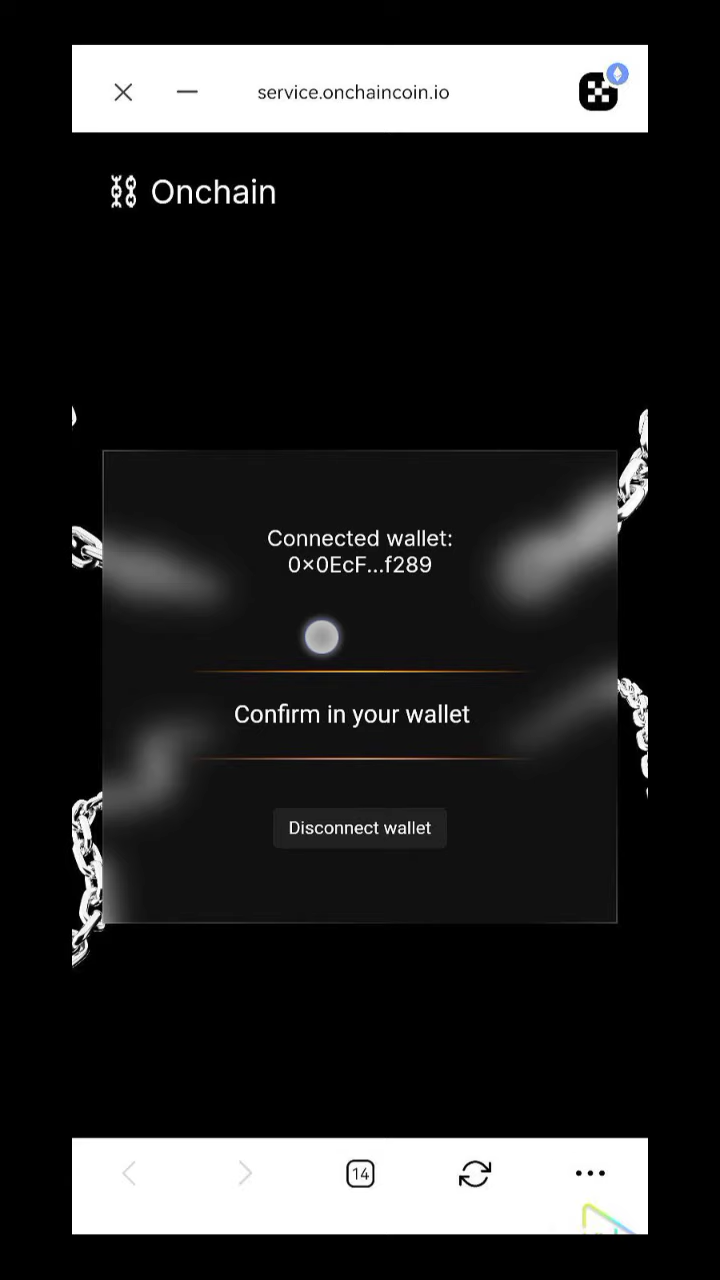 service.onchaincoin.io
Onchain
Connected wallet:
0×0EcF...f289
Confirm in your wallet
Disconnect wallet
14